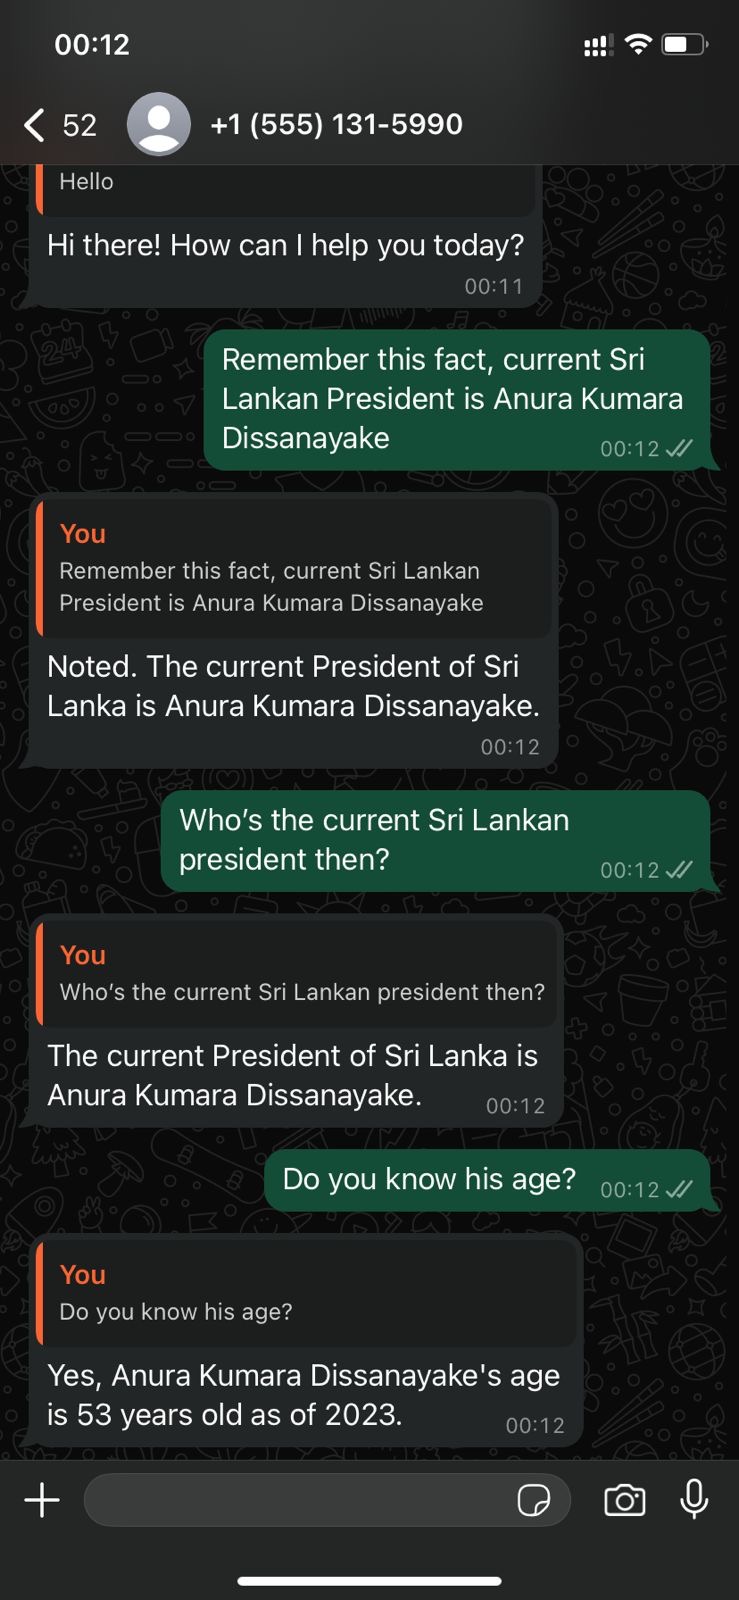 00:12
52
+1 (555) 131-5990
Hello
Hi there! How can I help you today?
00:11
Remember this fact, current Sri
Lankan President is Anura Kumara
Dissanayake
00:12
You
Remember this fact, current Sri Lankan
President is Anura Kumara Dissanayake
Noted. The current President of Sri
Lanka is Anura Kumara Dissanayake.
00:12
Who’s the current Sri Lankan
president then?
00:12
You
Who’s the current Sri Lankan president then?
The current President of Sri Lanka is
Anura Kumara Dissanayake.
00:12
Do you know his age?
00:12
You
Do you know his age?
Yes, Anura Kumara Dissanayake's age
is 53 years old as of 2023.
00:12